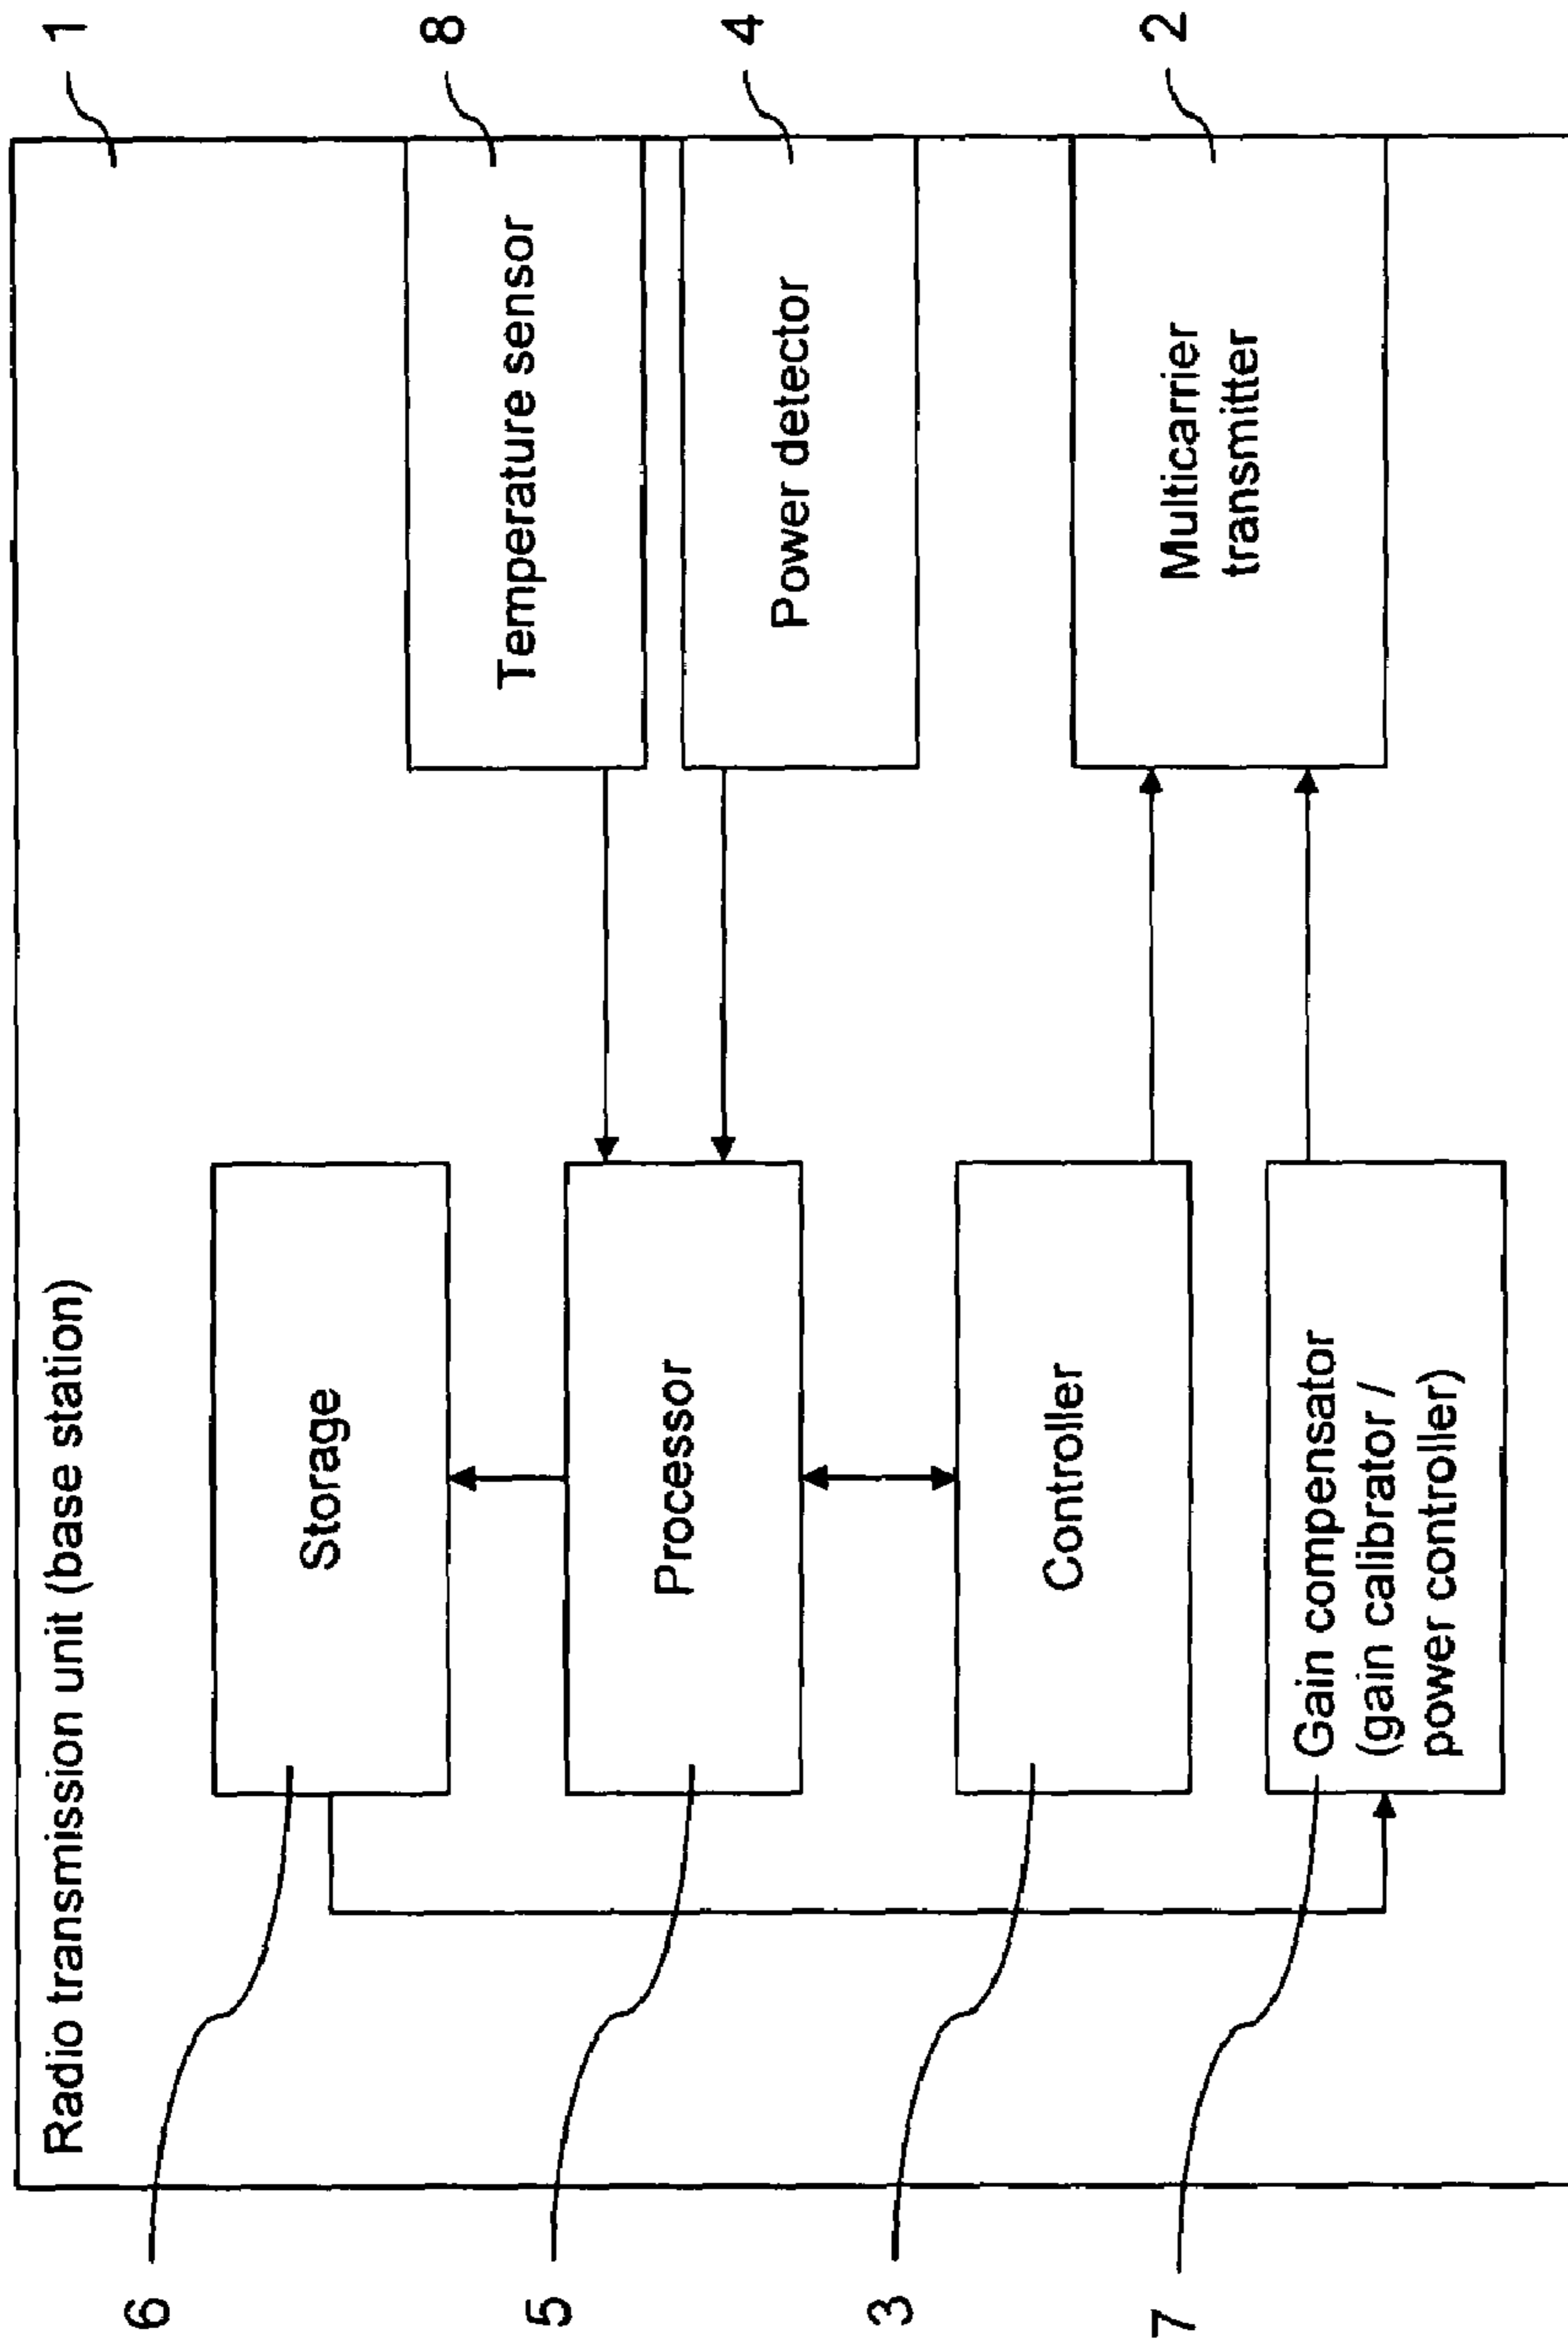 Radio transmission unit (base station)
1
6
Storage
Temperature sensor
8
5
Processor
Power detector
4
3
Controller
Multicarrier
transmitter
2
7
Gain compensator
(gain calibrator /
power controller)